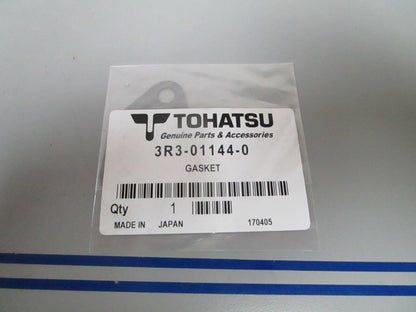 TOHATSU
Genuine Parts & Accessories
3R3-01144-0
GASKET
Qty 1
MADE IN JAPAN 170405